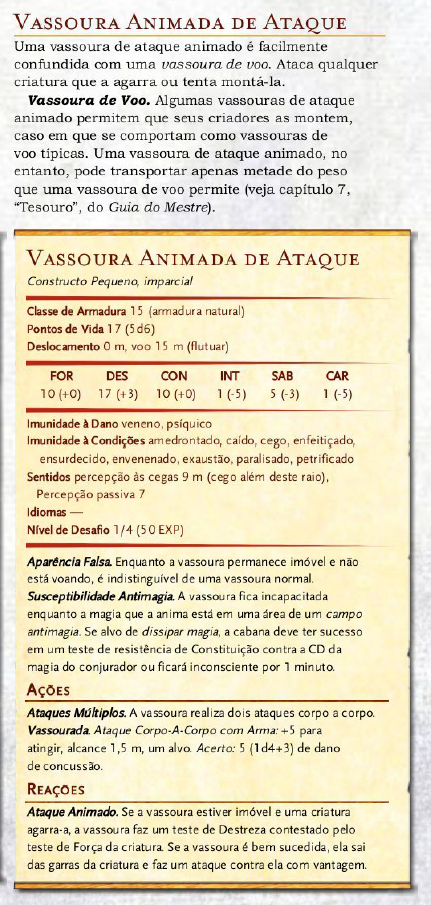 Vassoura Animada de Ataque
Uma vassoura de ataque animado é facilmente
confundida com uma vassoura de voo. Ataca qualquer
criatura que a agarra ou tenta montá-la.
Vassoura de Voo. Algumas vassouras de ataque
animado permitem que seus criadores as montem,
caso em que se comportam como vassouras de
voo típicas. Uma vassoura de ataque animado, no
entanto, pode transportar apenas metade do peso
que uma vassoura de voo permite (veja capítulo 7,
“Tesouro”, do Guia do Mestre).
Vassoura Animada de Ataque
Constructo Pequeno, imparcial
Classe de Armadura 15 (armadura natural)
Pontos de Vida 17 (5d6)
Deslocamento 0 m, voo 15 m (flutuar)
FOR DES CON INT SAB CAR
10 (+0) 17 (+3) 10 (+0) 1 (-5) 5 (-3) 1 (-5)
Imunidade à Dano veneno, psíquico
Imunidade à Condições amedrontado, caído, cego, enfeitiçado,
ensurdecido, envenenado, exaustão, paralisado, petrificado
Sentidos percepção às cegas 9 m (cego além deste raio),
Percepção passiva 7
Idiomas —
Nível de Desafio 1/4 (50 EXP)
Aparência Falsa. Enquanto a vassoura permanece imóvel e não
está voando, é indistinguível de uma vassoura normal.
Susceptibilidade Antimagia. A vassoura fica incapacitada
enquanto a magia que a anima está em uma área de um campo
antimagia. Se alvo de dissipar magia, a cabana deve ter sucesso
em um teste de resistência de Constituição contra a CD da
magia do conjurador ou ficará inconsciente por 1 minuto.
Ações
Ataques Múltiplos. A vassoura realiza dois ataques corpo a corpo.
Vassourada. Ataque Corpo-A-Corpo com Arma: +5 para
atingir, alcance 1,5 m, um alvo. Acerto: 5 (1d4+3) de dano
de concussão.
Reações
Ataque Animado. Se a vassoura estiver imóvel e uma criatura
agarra-a, a vassoura faz um teste de Destreza contestado pelo
teste de Força da criatura. Se a vassoura é bem sucedida, ela sai
das garras da criatura e faz um ataque contra ela com vantagem.